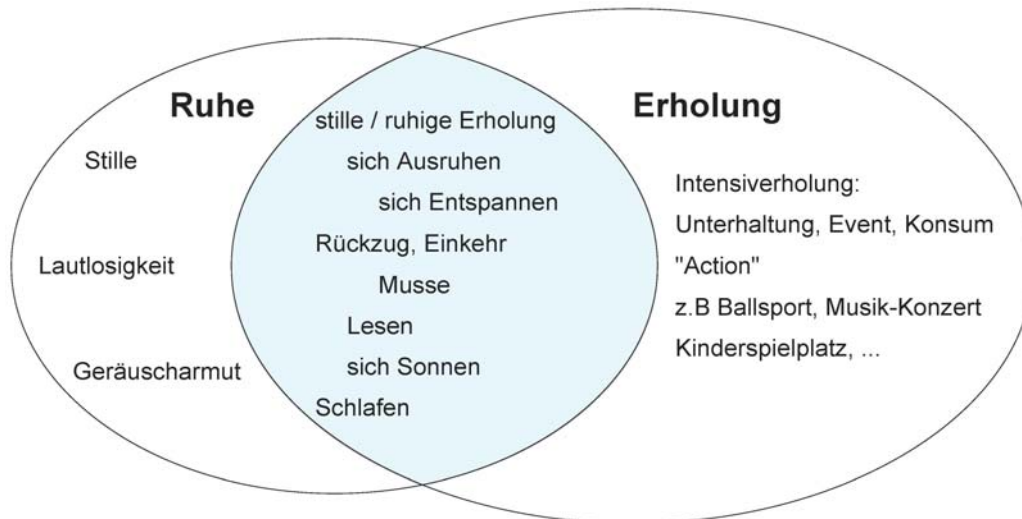 Ruhe
Stille
Lautlosigkeit
Geräuscharmut
stille / ruhige Erholung
sich Ausruhen
sich Entspannen
Rückzug, Einkehr
Musse
Lesen
sich Sonnen
Schlafen
Erholung
Intensiverholung:
Unterhaltung, Event, Konsum
"Action"
z.B Ballsport, Musik-Konzert
Kinderspielplatz, ...